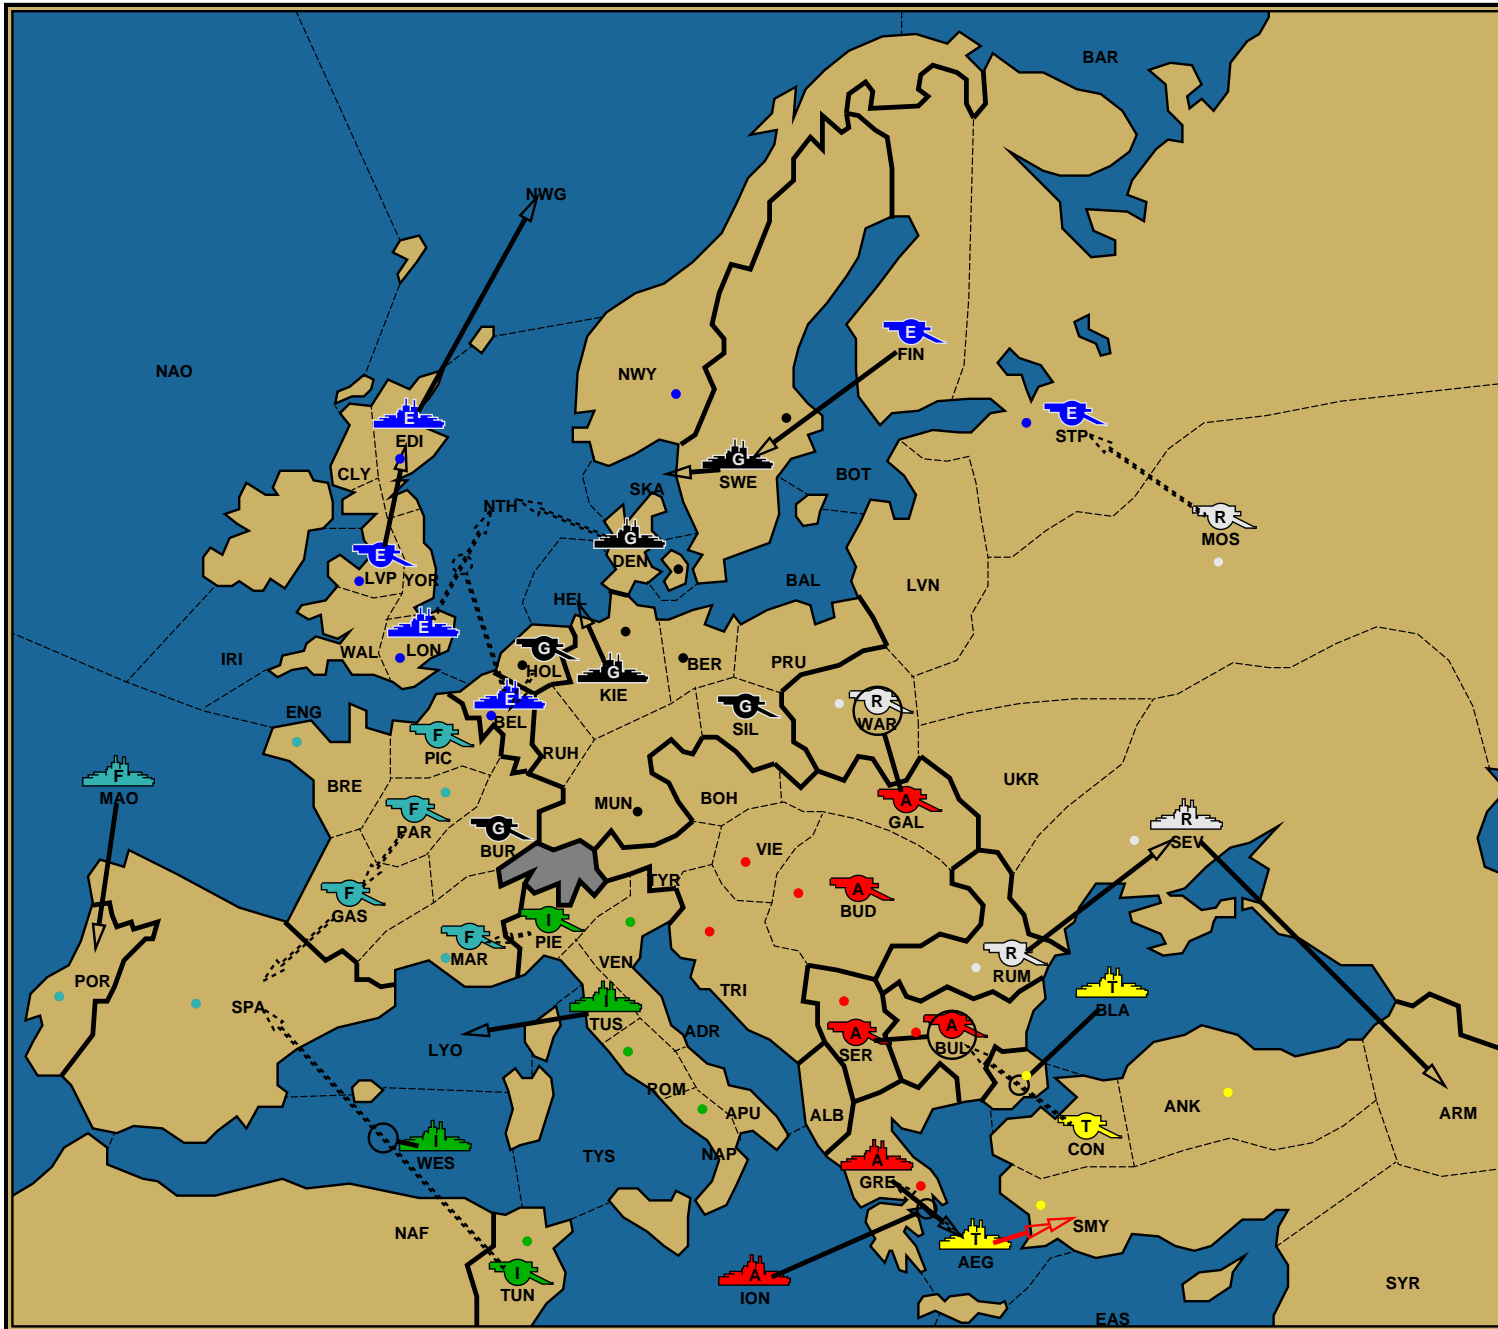 BAR
NWG
E
FIN
NAO
NWY
E
EDI
E
STP
G
SWE
CLY
BOT
SKA
NTH
R
MOS
G
DEN
E
LVP
YOR
BAL
LVN
HEL
E
LON
WAL
IRI
G
HOL
BER
PRU
G
KIE
E
BEL
G
SIL
R
WAR
ENG
F
PIC
RUH
F
MAO
BRE
UKR
MUN
BOH
A
GAL
F
PAR
G
BUR
R
SEV
VIE
TYR
F
GAS
A
BUD
I
PIE
F
MAR
VEN
R
RUM
POR
SPA
TRI
T
BLA
I
TUS
ADR
A
SER
A
BUL
LYO
ROM
APU
ALB
ANK
ARM
T
CON
I
WES
TYS
NAP
A
GRE
SMY
NAF
T
AEG
I
TUN
A
ION
SYR
EAS